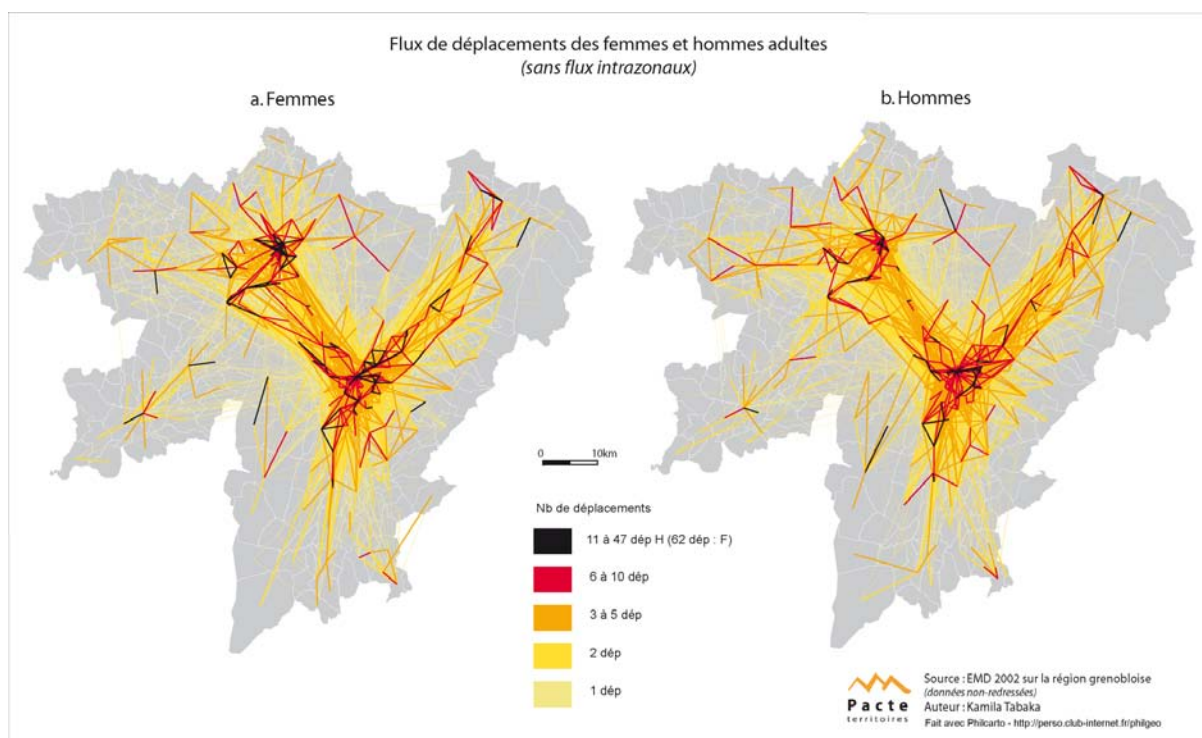 Flux de déplacements des femmes et hommes adultes
(sans flux intrazonaux)
a. Femmes
b. Hommes
0 10km
Nb de déplacements
11 à 47 dép H (62 dép : F)
6 à 10 dép
3 à 5 dép
2 dép
1 dép
Pacte
territoires
Source : EMD 2002 sur la région grenobloise
(données non-redressées)
Auteur : Kamila Tabaka
Fait avec Philcarto - http://perso.club-internet.fr/philgeo